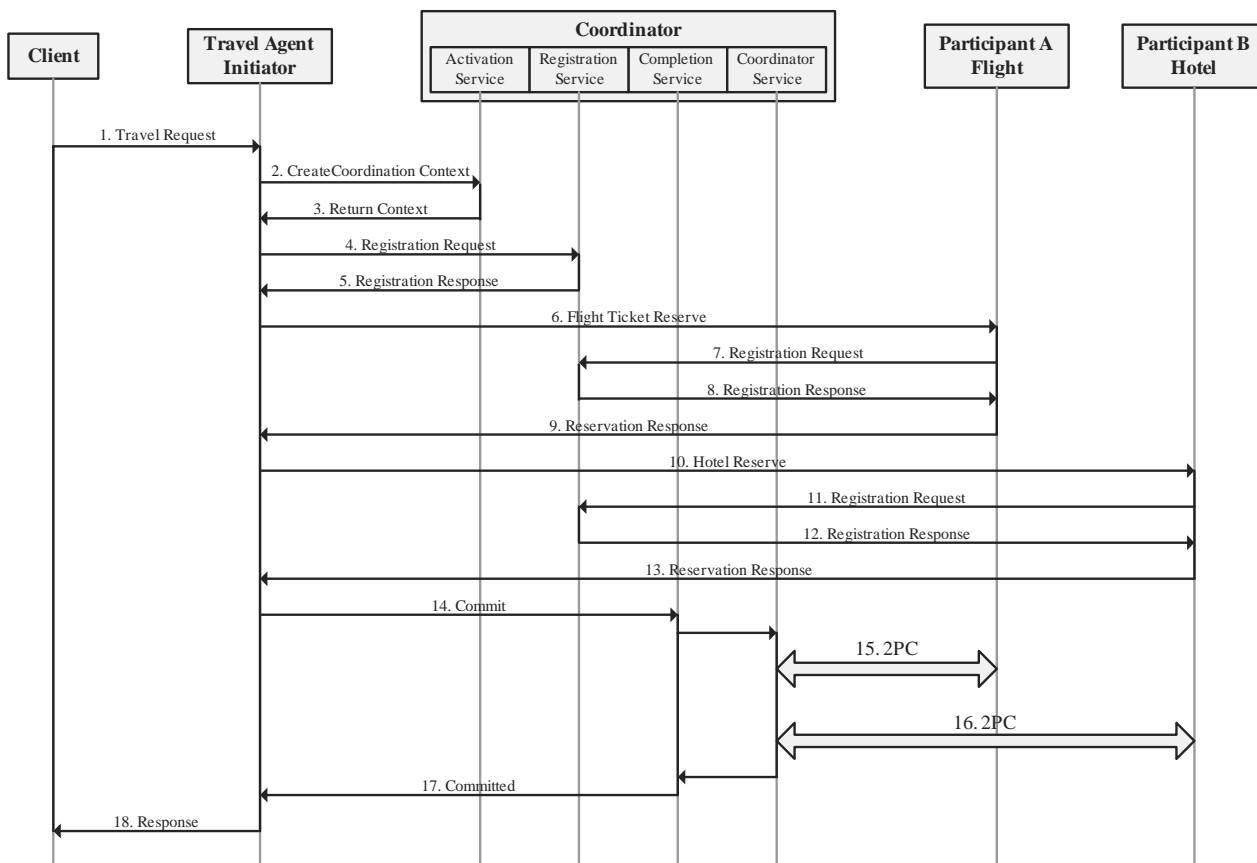 Client
Travel Agent
Initiator
Coordinator
Activation
Service
Registration
Service
Completion
Service
Coordinator
Service
Participant A
Flight
Participant B
Hotel
1. Travel Request
2. CreateCoordination Context
3. Return Context
4. Registration Request
5. Registration Response
6. Flight Ticket Reserve
7. Registration Request
8. Registration Response
9. Reservation Response
10. Hotel Reserve
11. Registration Request
12. Registration Response
13. Reservation Response
14. Commit
15. 2PC
16. 2PC
17. Committed
18. Response